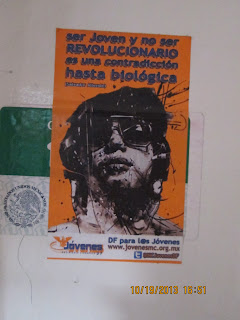 ser Joven y no ser
REVOLUCIONARIO
es una contradicción
hasta biológica
Jóvenes
DF para l@s Jóvenes
www.jovenesmc.org.mx
10/19/2013 16:51